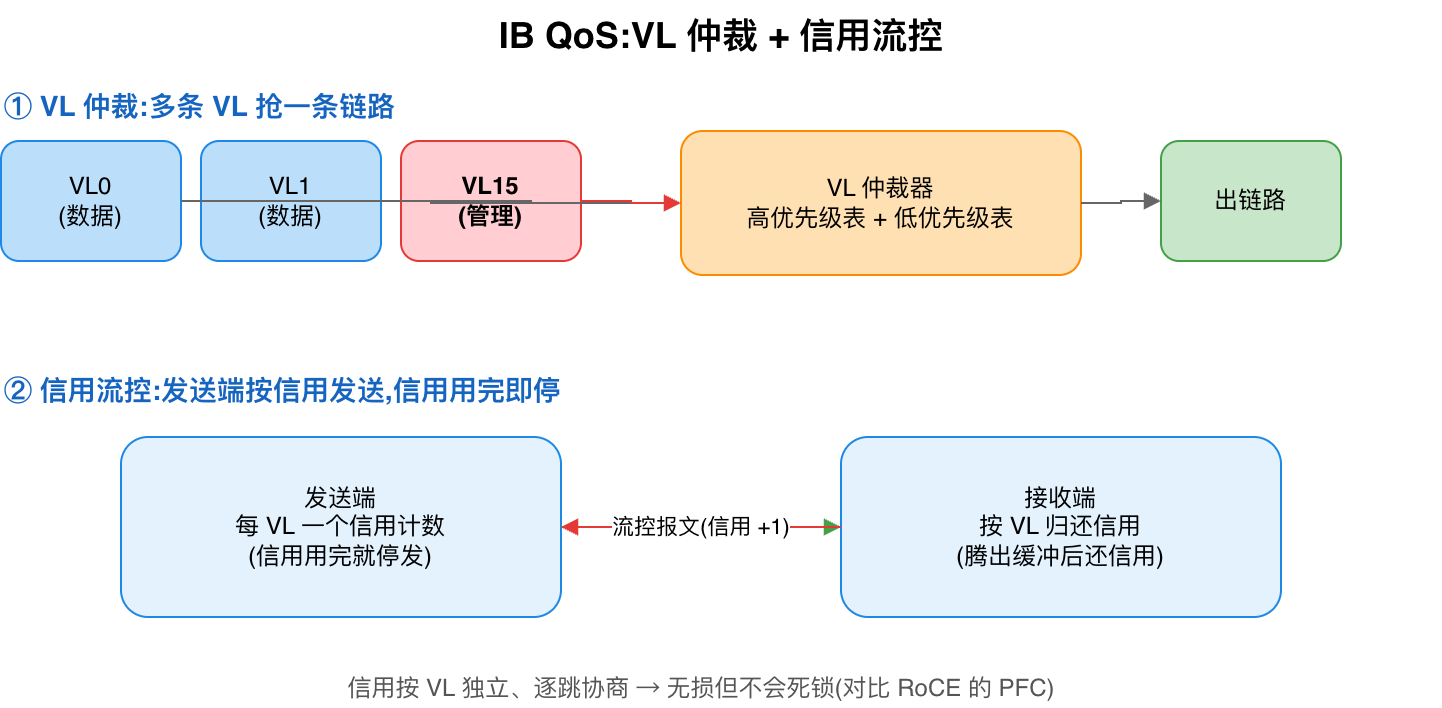 IB QoS:VL 仲裁 + 信用流控
① VL 仲裁:多条 VL 抢一条链路
VL0
(数据)
VL1
(数据)
VL15
(管理)
VL 仲裁器
高优先级表 + 低优先级表
出链路
② 信用流控:发送端按信用发送,信用用完即停
发送端
每 VL 一个信用计数
(信用用完就停发)
流控报文(信用 +1)
接收端
按 VL 归还信用
(腾出缓冲后还信用)
信用按 VL 独立、逐跳协商 → 无损但不会死锁(对比 RoCE 的 PFC)